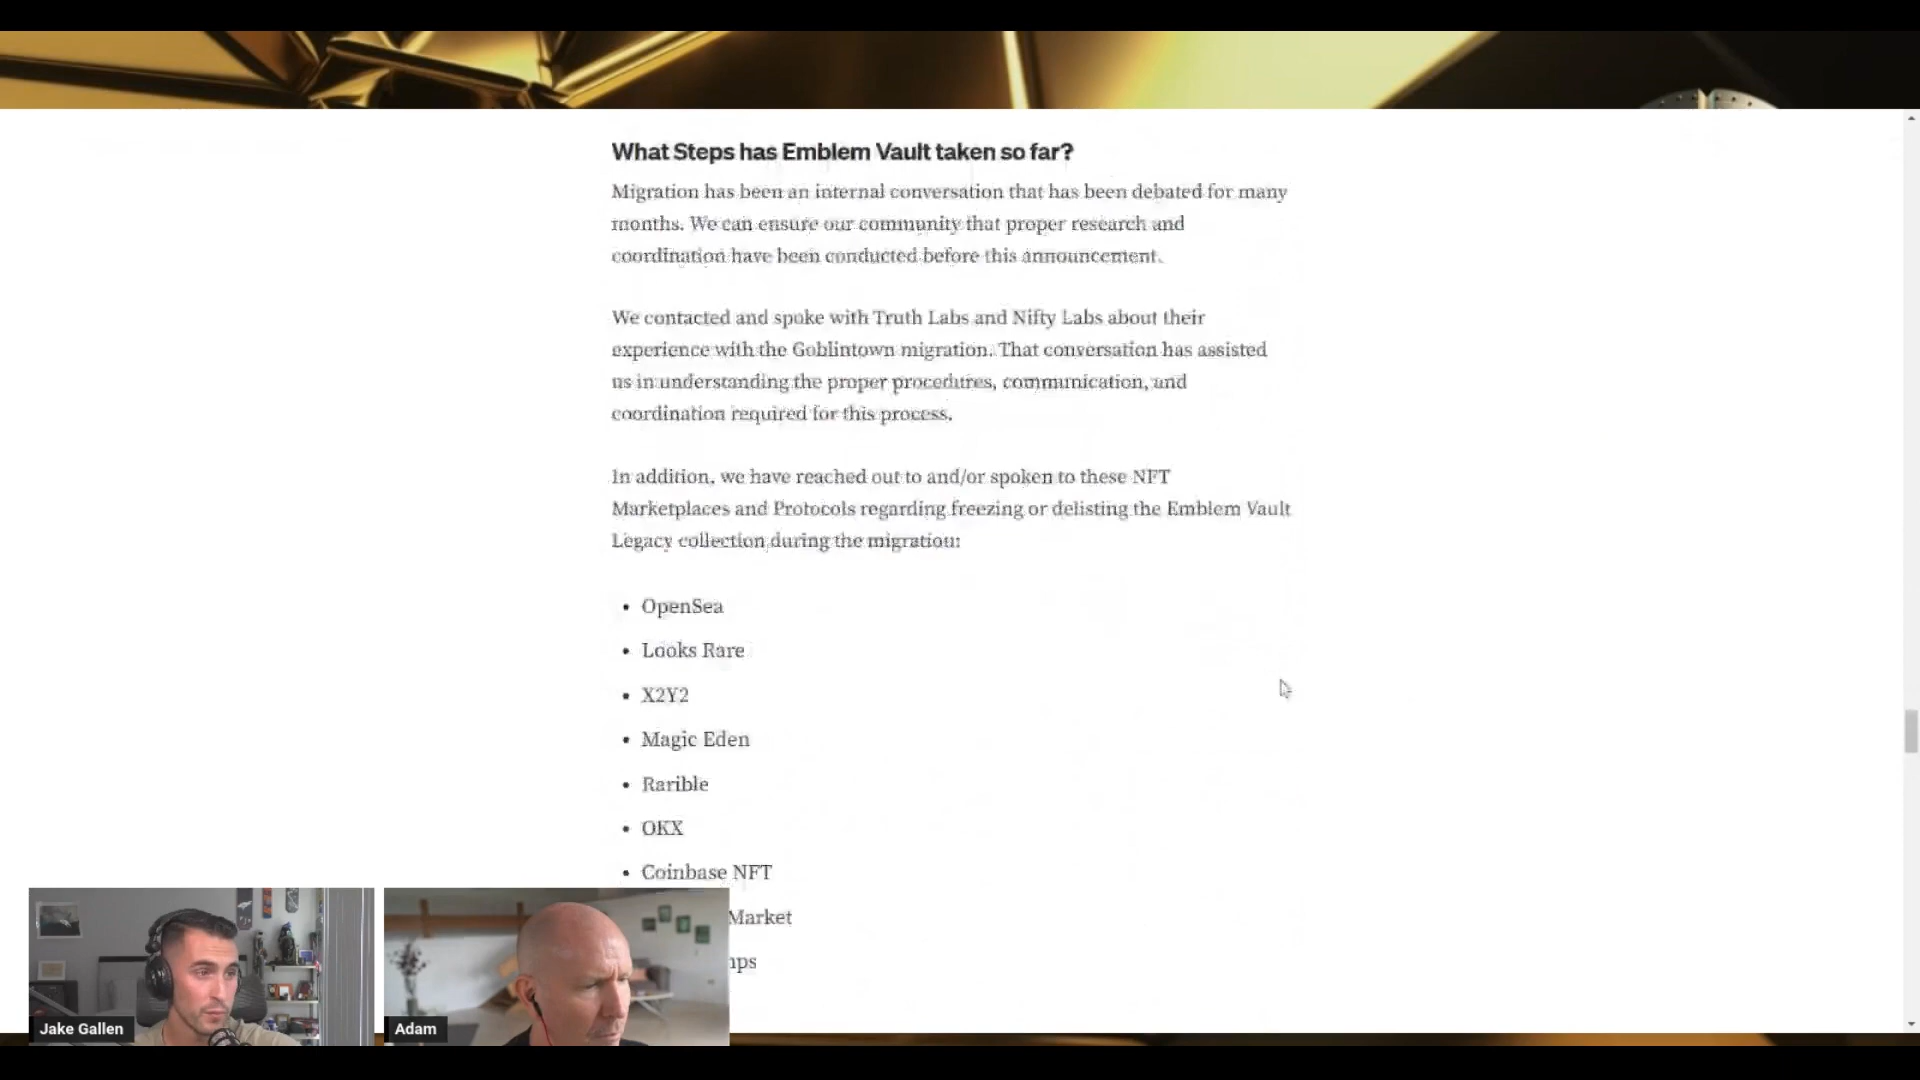 What Steps has Emblem Vault taken so far?
Migration has been an internal conversation that has been debated for many
months. We can ensure our community that proper research and
coordination have been conducted before this announcement.
We contacted and spoke with Truth Labs and Nifty Labs about their
experience with the Goblintown migration. That conversation has assisted
us in understanding the proper procedures, communication, and
coordination required for this process.
In addition, we have reached out to and/or spoken to these NFT
Marketplaces and Protocols regarding freezing or delisting the Emblem Vault
Legacy collection during the migration:
• OpenSea
• Looks Rare
• X2Y2
• Magic Eden
• Rarible
• OKX
• Coinbase NFT
Market
Jake Gallen
Adam